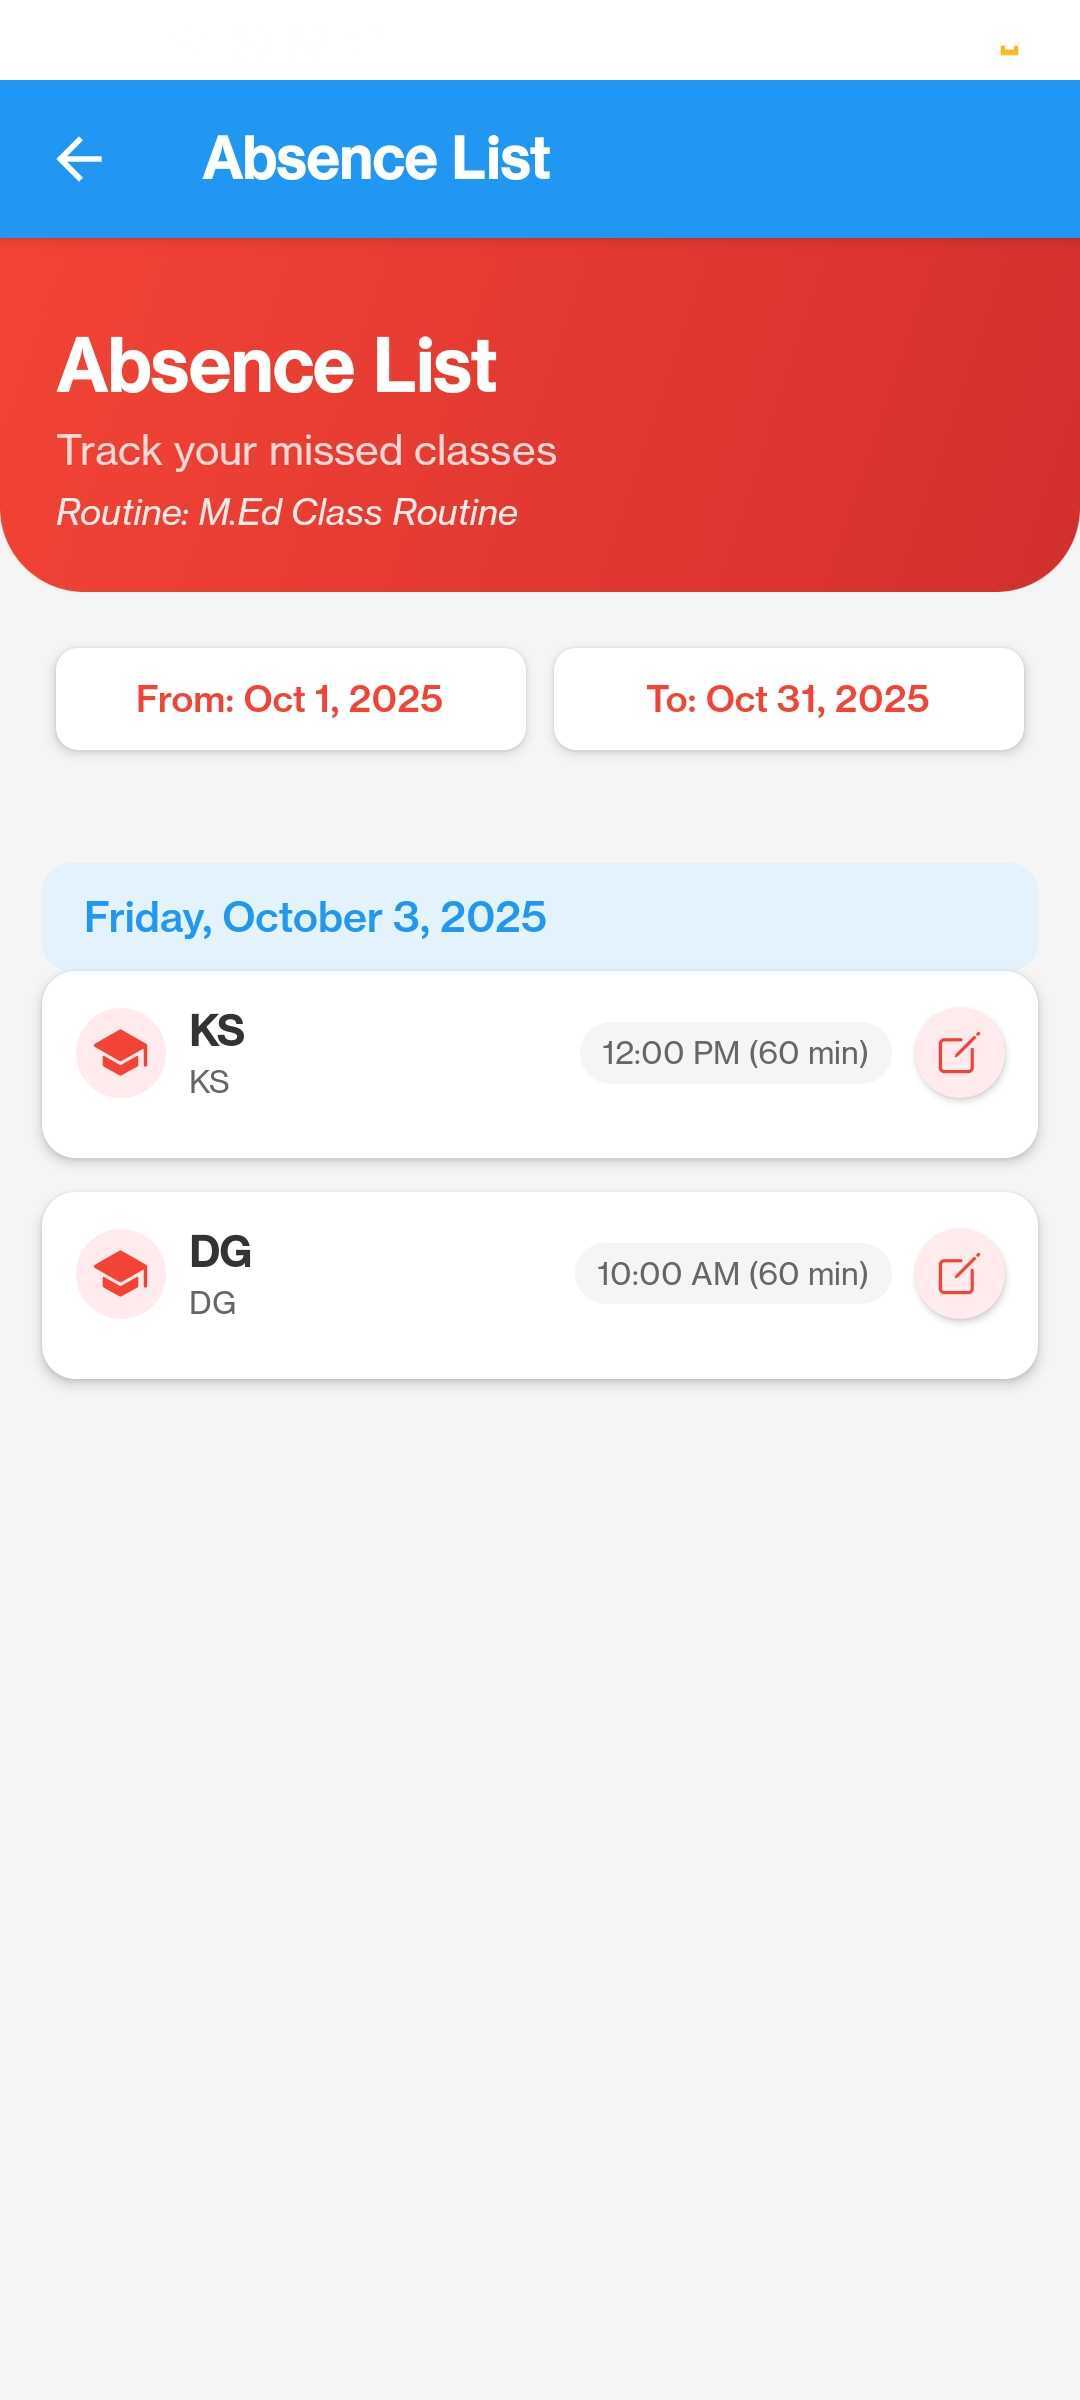 Absence List
Absence List
Track your missed classes
Routine: M.Ed Class Routine
From: Oct 1, 2025
To: Oct 31, 2025
Friday, October 3, 2025
KS
KS
12:00 PM (60 min)
DG
DG
10:00 AM (60 min)